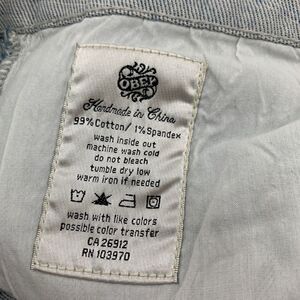 OBEY
Handmade in China
99% Cotton/ 1% Spandex
wash inside out
machine wash cold
do not bleach
tumble dry low
warm iron if needed
wash with like colors
possible color transfer
CA 26912
RN 103970